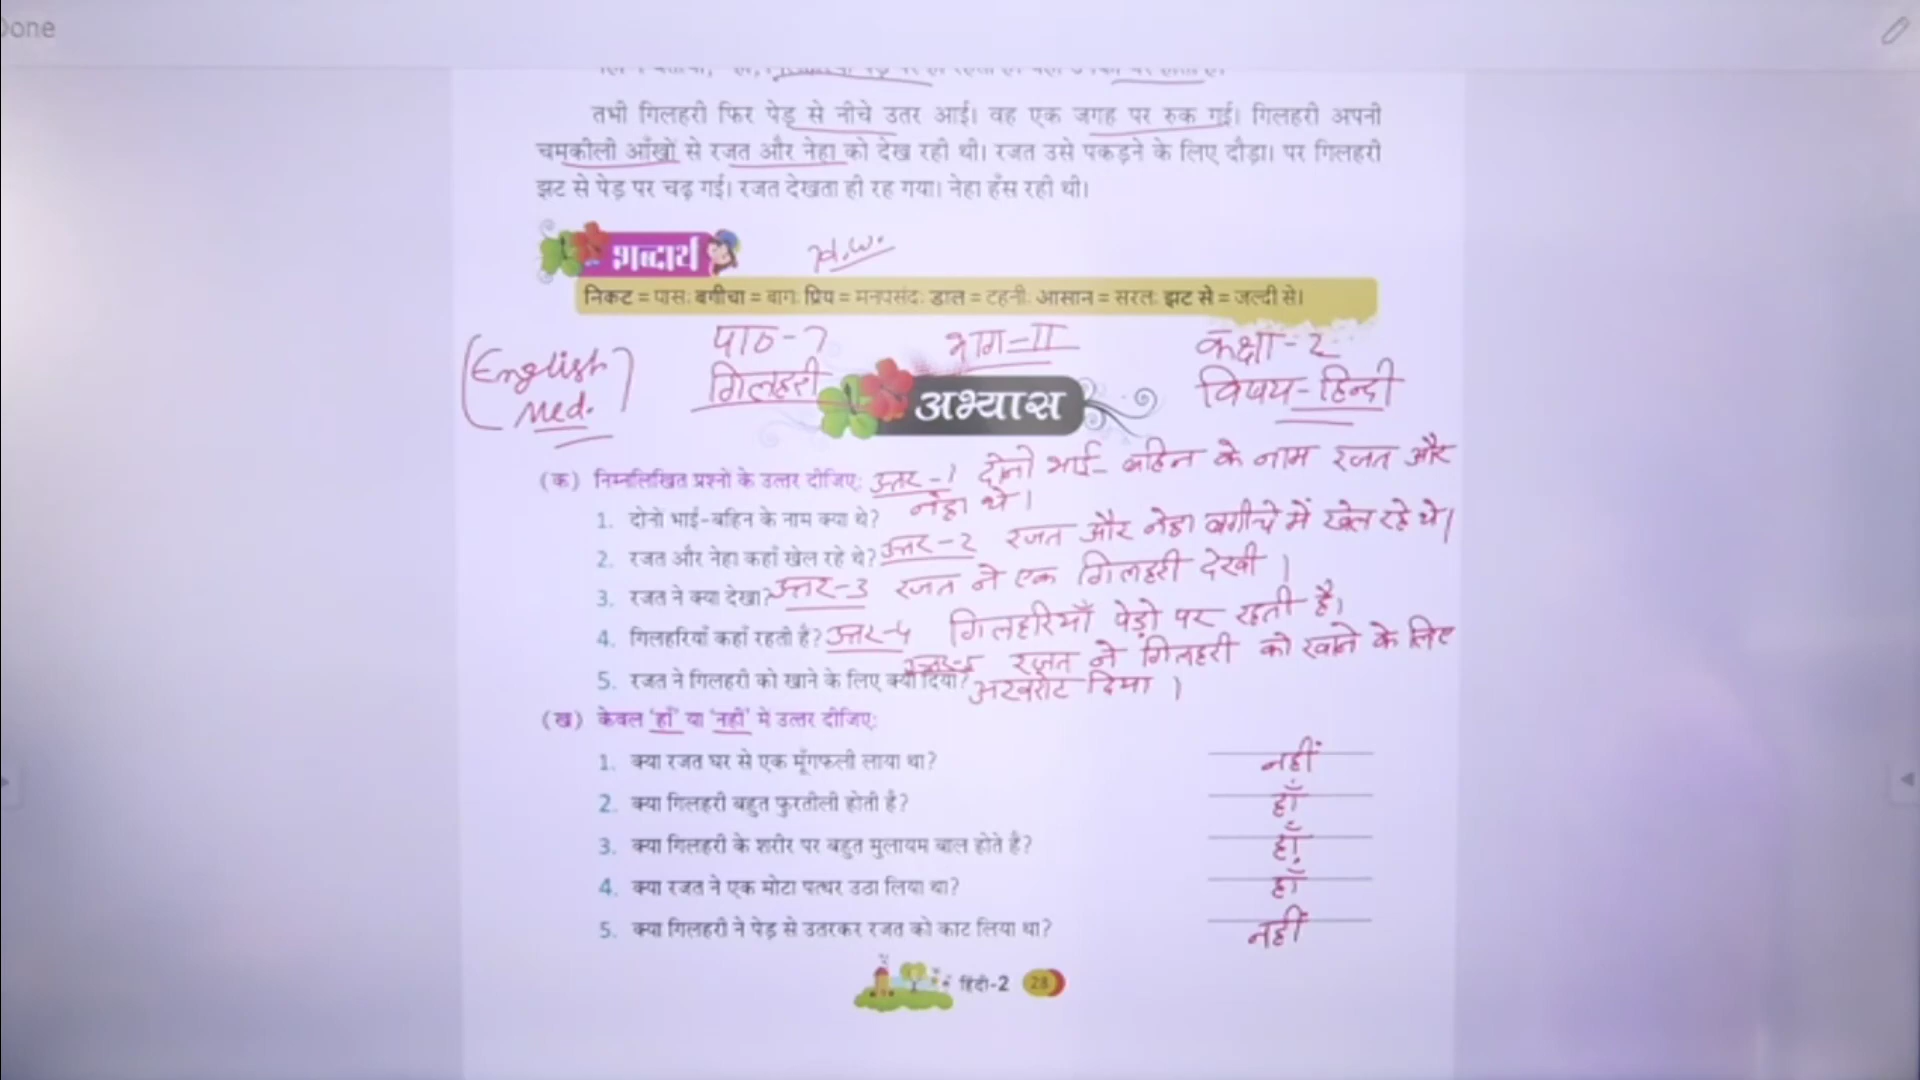 Done
तभी गिलहरी फिर पेड़ से नीचे उतर आई। वह एक जगह पर रुक गई। गिलहरी अपनी
चमकीली आँखों से रजत और नेहा को देख रही थी। रजत उसे पकड़ने के लिए दौड़ा। पर गिलहरी
झट से पेड़ पर चढ़ गई। रजत देखता ही रह गया। नेहा हँस रही थी।
शब्दार्थ H.W.
निकट = पास; बगीचा = बाग; प्रिय = मनपसंद; डाल = टहनी; आसान = सरल; झट से = जल्दी से।
(English Med.)
पाठ-7 भाग-II कक्षा-2
गिलहरी विषय-हिन्दी
अभ्यास
(क) निम्नलिखित प्रश्नों के उत्तर दीजिए: उत्तर-1 दोनो भाई-बहिन के नाम रजत और
नेहा थे।
1. दोनों भाई-बहिन के नाम क्या थे?
2. रजत और नेहा कहाँ खेल रहे थे? उत्तर-2 रजत और नेहा बगीचे में खेल रहे थे।
3. रजत ने क्या देखा? उत्तर-3 रजत ने एक गिलहरी देखी।
4. गिलहरियाँ कहाँ रहती हैं? उत्तर-4 गिलहरियाँ पेड़ो पर रहती है।
उत्तर-5 रजत ने गिलहरी को खाने के लिए
5. रजत ने गिलहरी को खाने के लिए क्या दिया? अखरोट दिया।
(ख) केवल 'हाँ' या 'नहीं' में उत्तर दीजिए:
1. क्या रजत घर से एक मूँगफली लाया था? नहीं
2. क्या गिलहरी बहुत फुरतीली होती है? हाँ
3. क्या गिलहरी के शरीर पर बहुत मुलायम बाल होते हैं? हाँ
4. क्या रजत ने एक मोटा पत्थर उठा लिया था? हाँ
5. क्या गिलहरी ने पेड़ से उतरकर रजत को काट लिया था? नहीं
हिंदी-2 28